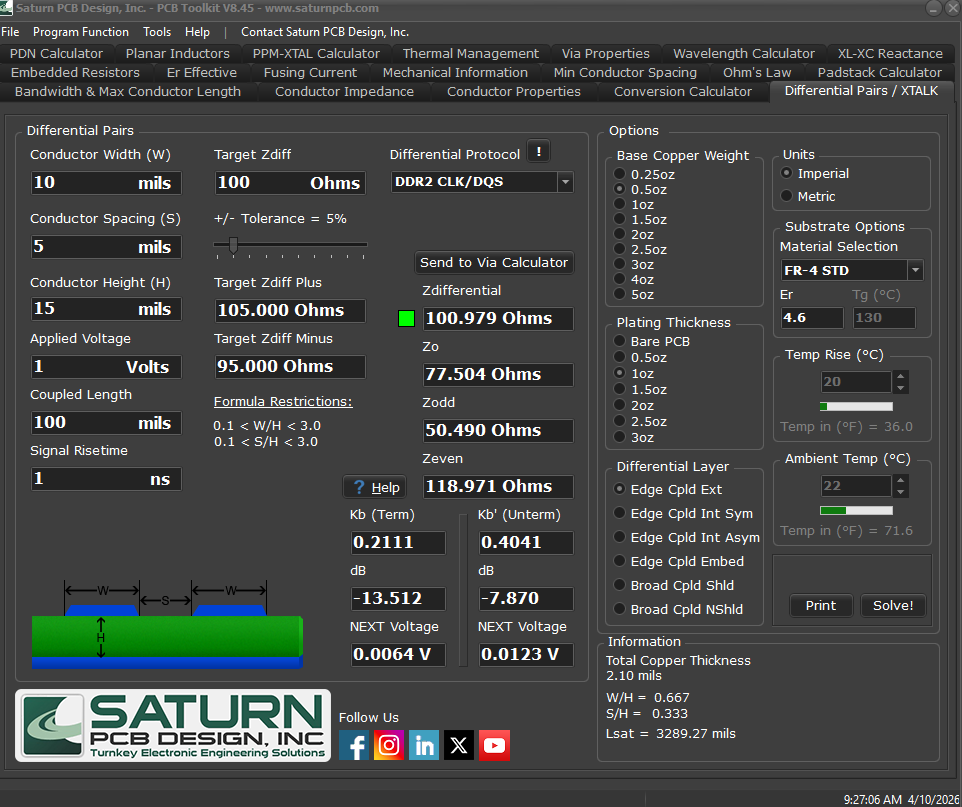 Saturn PCB Design, Inc. - PCB Toolkit V8.45 - www.saturnpcb.com
File Program Function Tools Help | Contact Saturn PCB Design, Inc.
PDN Calculator Planar Inductors PPM-XTAL Calculator Thermal Management Via Properties Wavelength Calculator XL-XC Reactance
Embedded Resistors Er Effective Fusing Current Mechanical Information Min Conductor Spacing Ohm's Law Padstack Calculator
Bandwidth & Max Conductor Length Conductor Impedance Conductor Properties Conversion Calculator Differential Pairs / XTALK
Differential Pairs
Conductor Width (W)
10 mils
Conductor Spacing (S)
5 mils
Conductor Height (H)
15 mils
Applied Voltage
1 Volts
Coupled Length
100 mils
Signal Risetime
1 ns
Target Zdiff
100 Ohms
+/- Tolerance = 5%
Target Zdiff Plus
105.000 Ohms
Target Zdiff Minus
95.000 Ohms
Formula Restrictions:
0.1 < W/H < 3.0
0.1 < S/H < 3.0
Differential Protocol !
DDR2 CLK/DQS
Send to Via Calculator
Zdifferential
100.979 Ohms
Zo
77.504 Ohms
Zodd
50.490 Ohms
Zeven
118.971 Ohms
? Help
Kb (Term)
0.2111
dB
-13.512
NEXT Voltage
0.0064 V
Kb' (Unterm)
0.4041
dB
-7.870
NEXT Voltage
0.0123 V
W S W
H
Options
Base Copper Weight
0.25oz
0.5oz
1oz
1.5oz
2oz
2.5oz
3oz
4oz
5oz
Plating Thickness
Bare PCB
0.5oz
1oz
1.5oz
2oz
2.5oz
3oz
Differential Layer
Edge Cpld Ext
Edge Cpld Int Sym
Edge Cpld Int Asym
Edge Cpld Embed
Broad Cpld Shld
Broad Cpld NShld
Units
Imperial
Metric
Substrate Options
Material Selection
FR-4 STD
Er Tg (°C)
4.6 130
Temp Rise (°C)
20
Temp in (°F) = 36.0
Ambient Temp (°C)
22
Temp in (°F) = 71.6
Print Solve!
Information
Total Copper Thickness
2.10 mils
W/H = 0.667
S/H = 0.333
Lsat = 3289.27 mils
SATURN
PCB DESIGN, INC
Turnkey Electronic Engineering Solutions
Follow Us
9:27:06 AM 4/10/2026